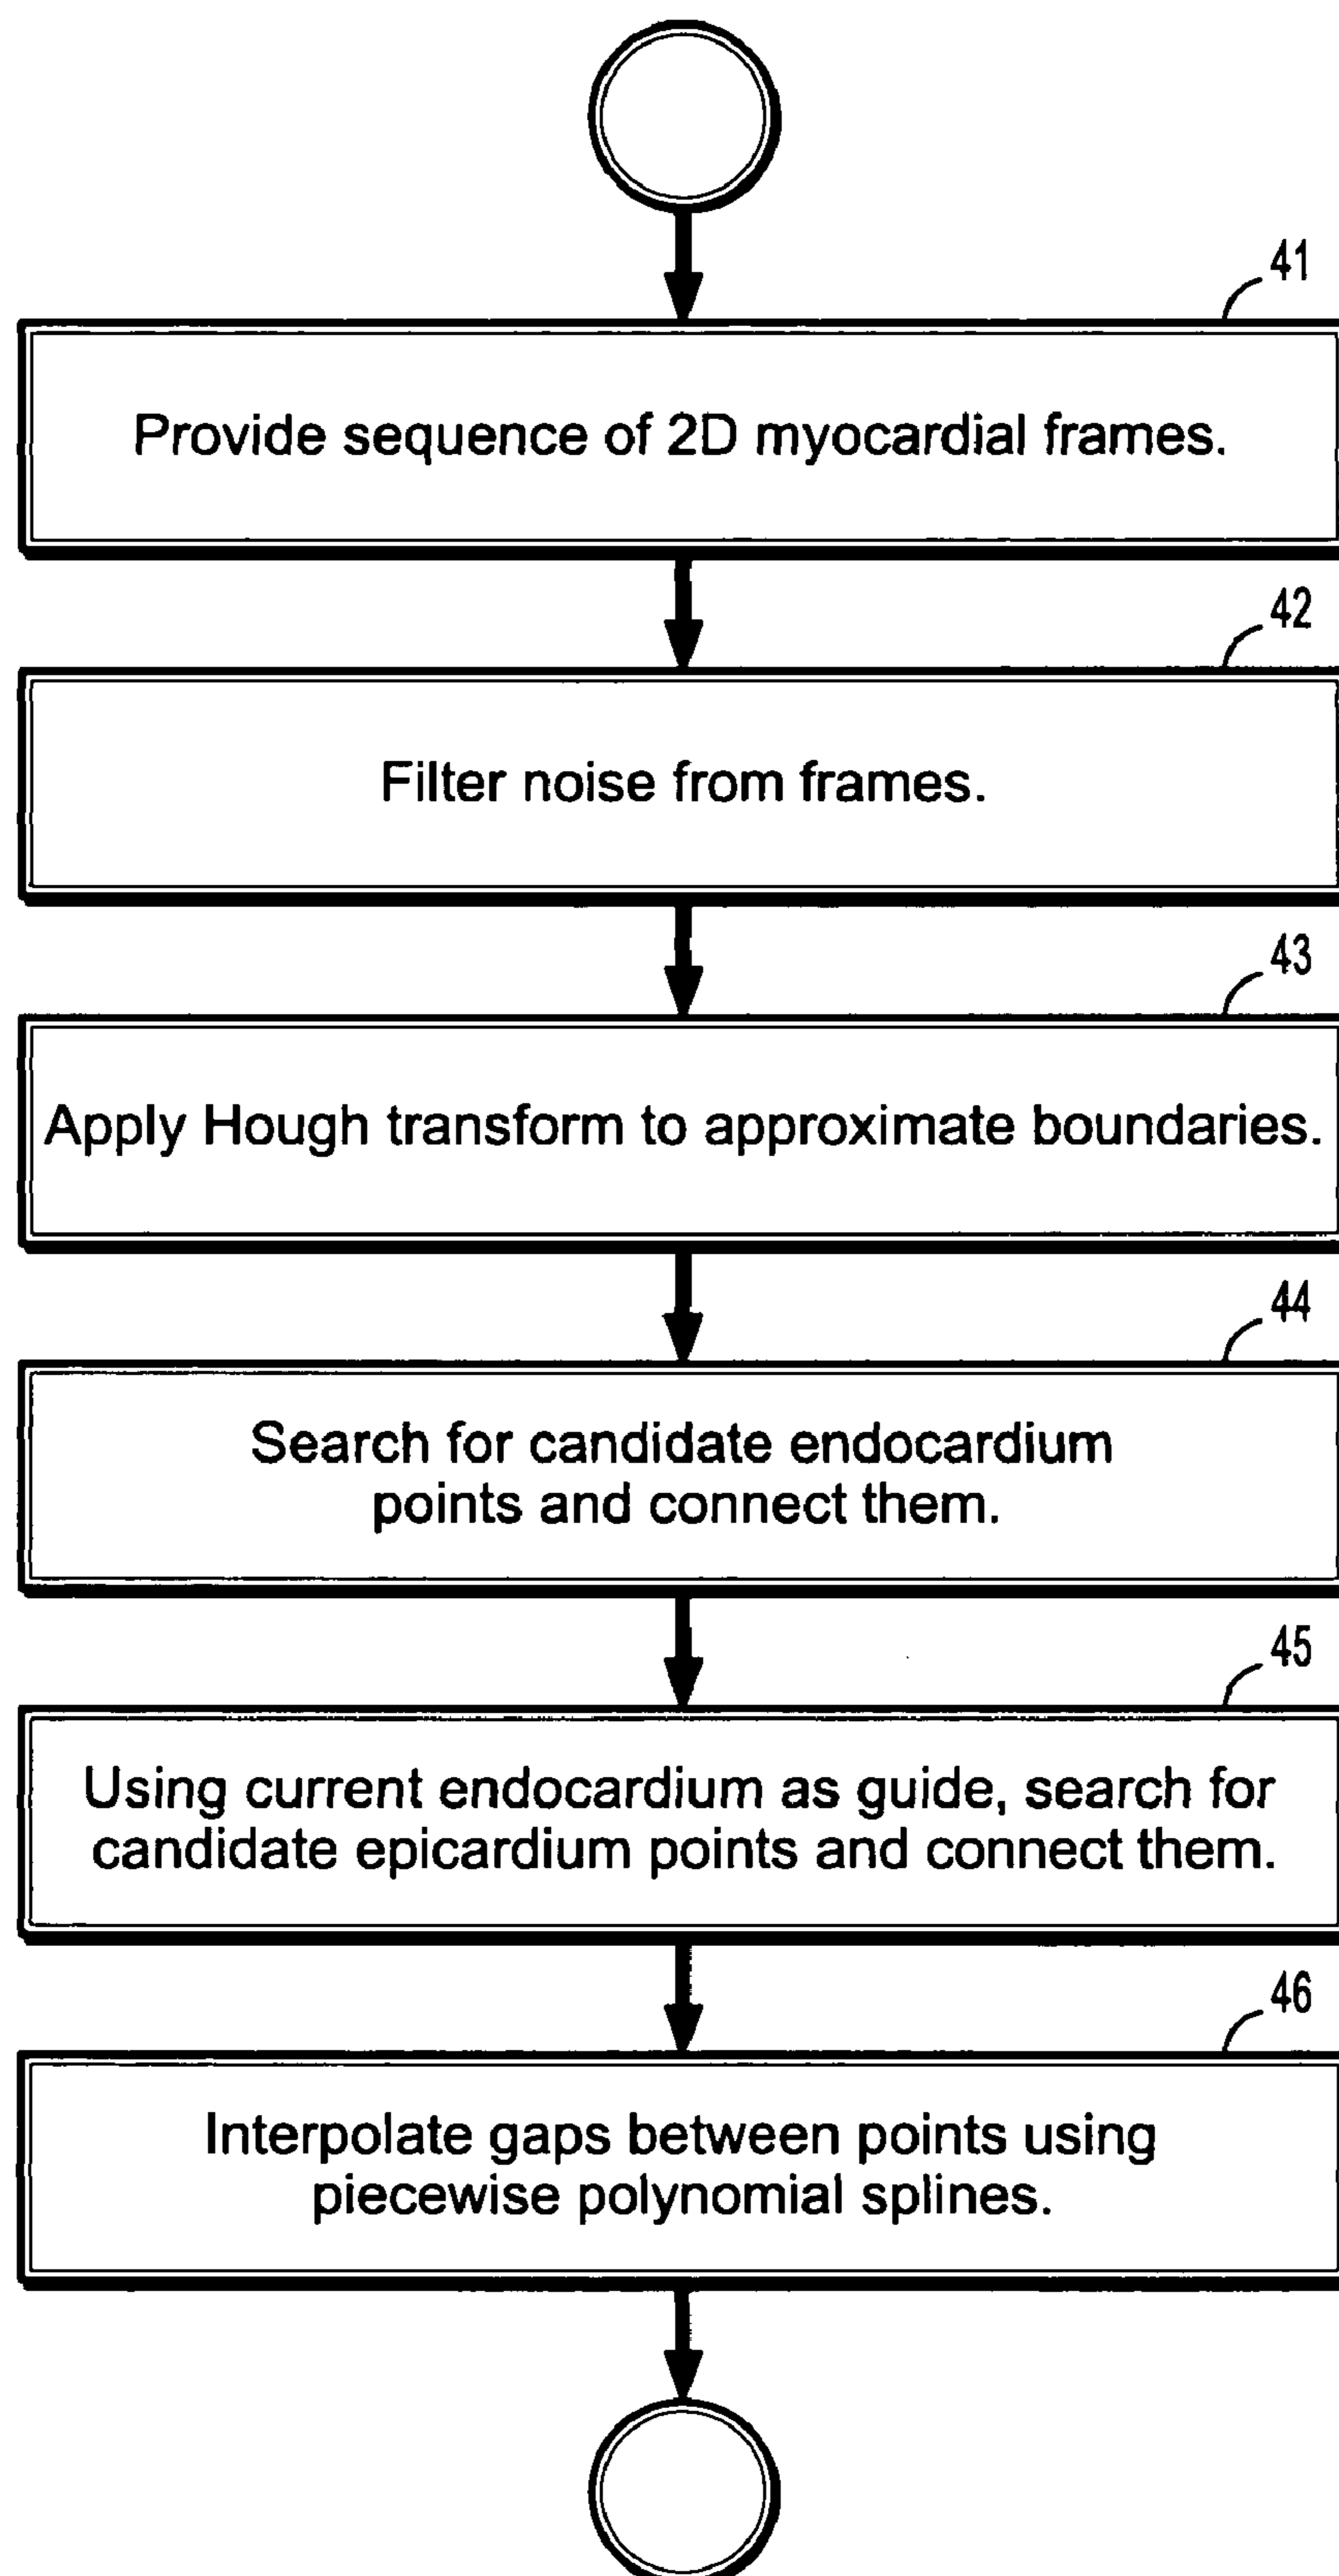 41
Provide sequence of 2D myocardial frames.
42
Filter noise from frames.
43
Apply Hough transform to approximate boundaries.
44
Search for candidate endocardium
points and connect them.
45
Using current endocardium as guide, search for
candidate epicardium points and connect them.
46
Interpolate gaps between points using
piecewise polynomial splines.